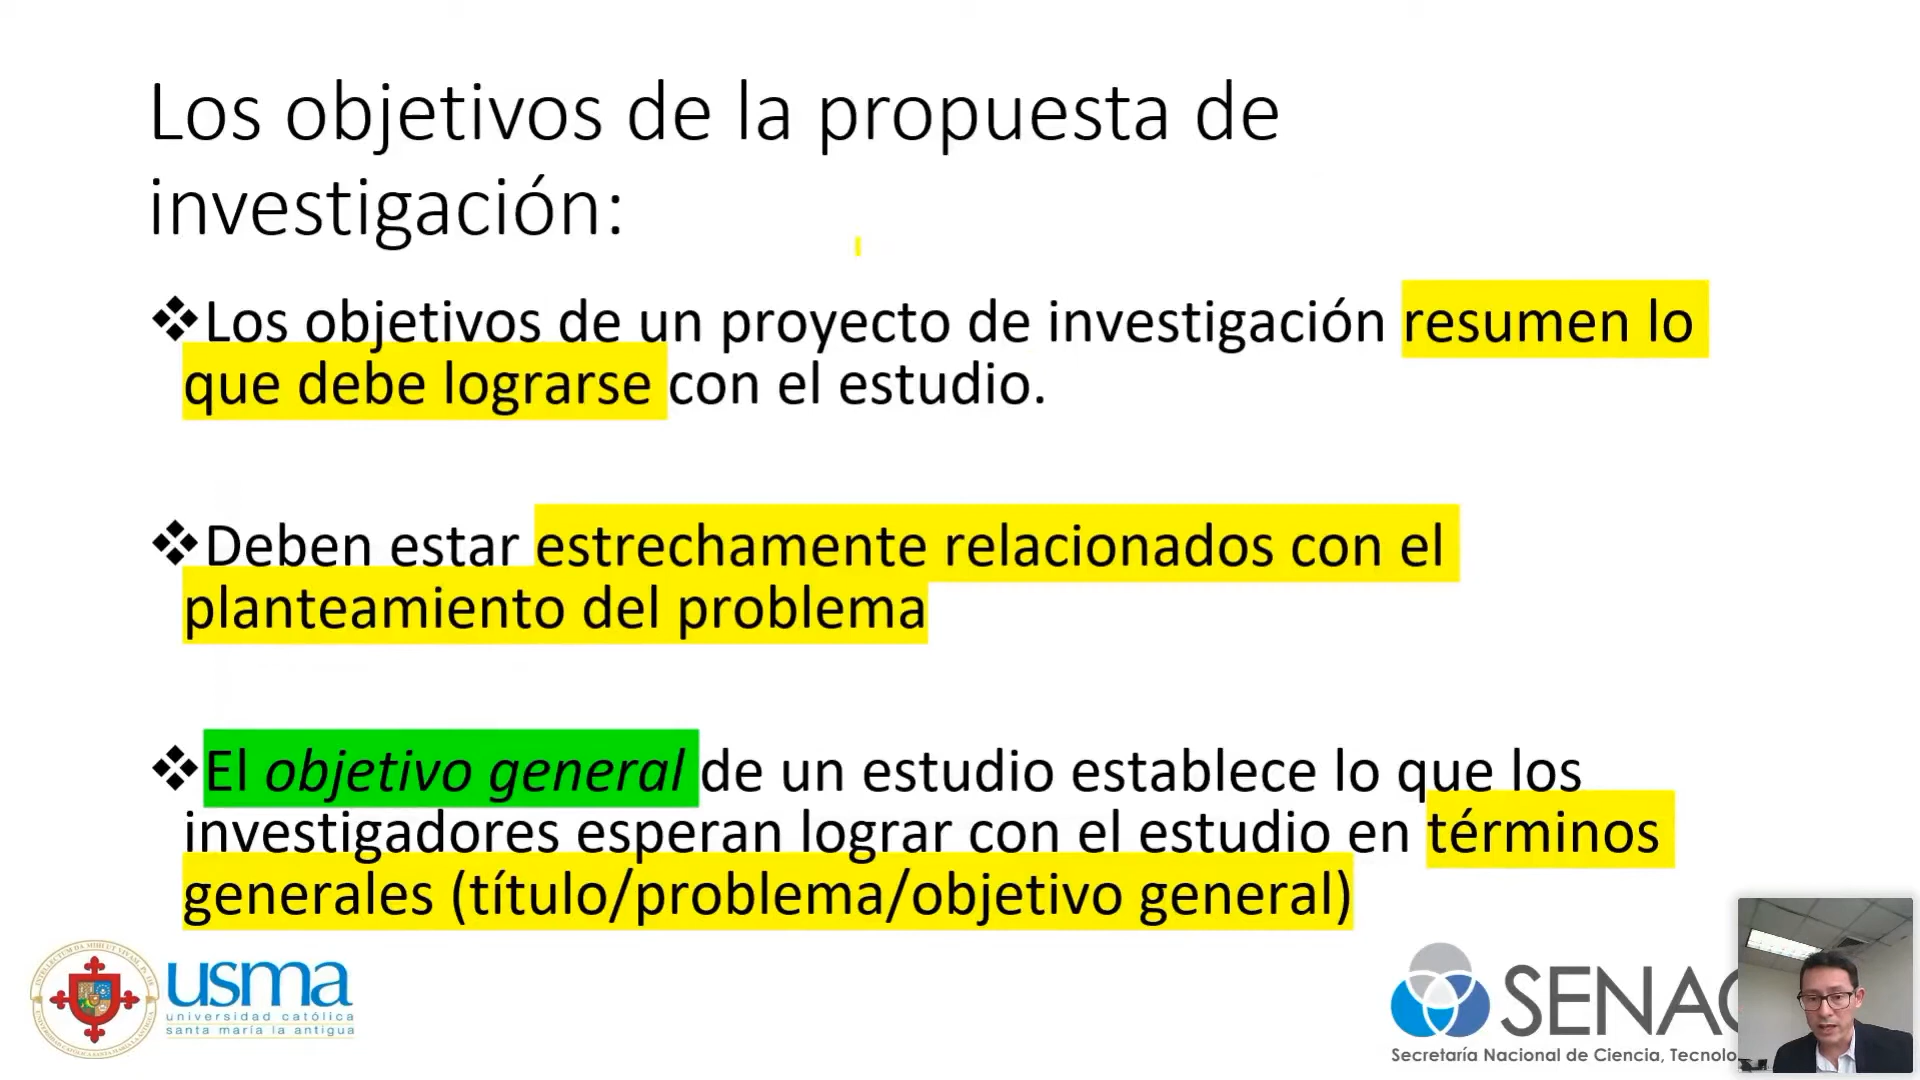 Los objetivos de la propuesta de
investigación:
❖Los objetivos de un proyecto de investigación resumen lo
que debe lograrse con el estudio.
❖Deben estar estrechamente relacionados con el
planteamiento del problema
❖El objetivo general de un estudio establece lo que los
investigadores esperan lograr con el estudio en términos
generales (título/problema/objetivo general)
usma
universidad católica
santa maría la antigua
SENAC
Secretaría Nacional de Ciencia, Tecnolo